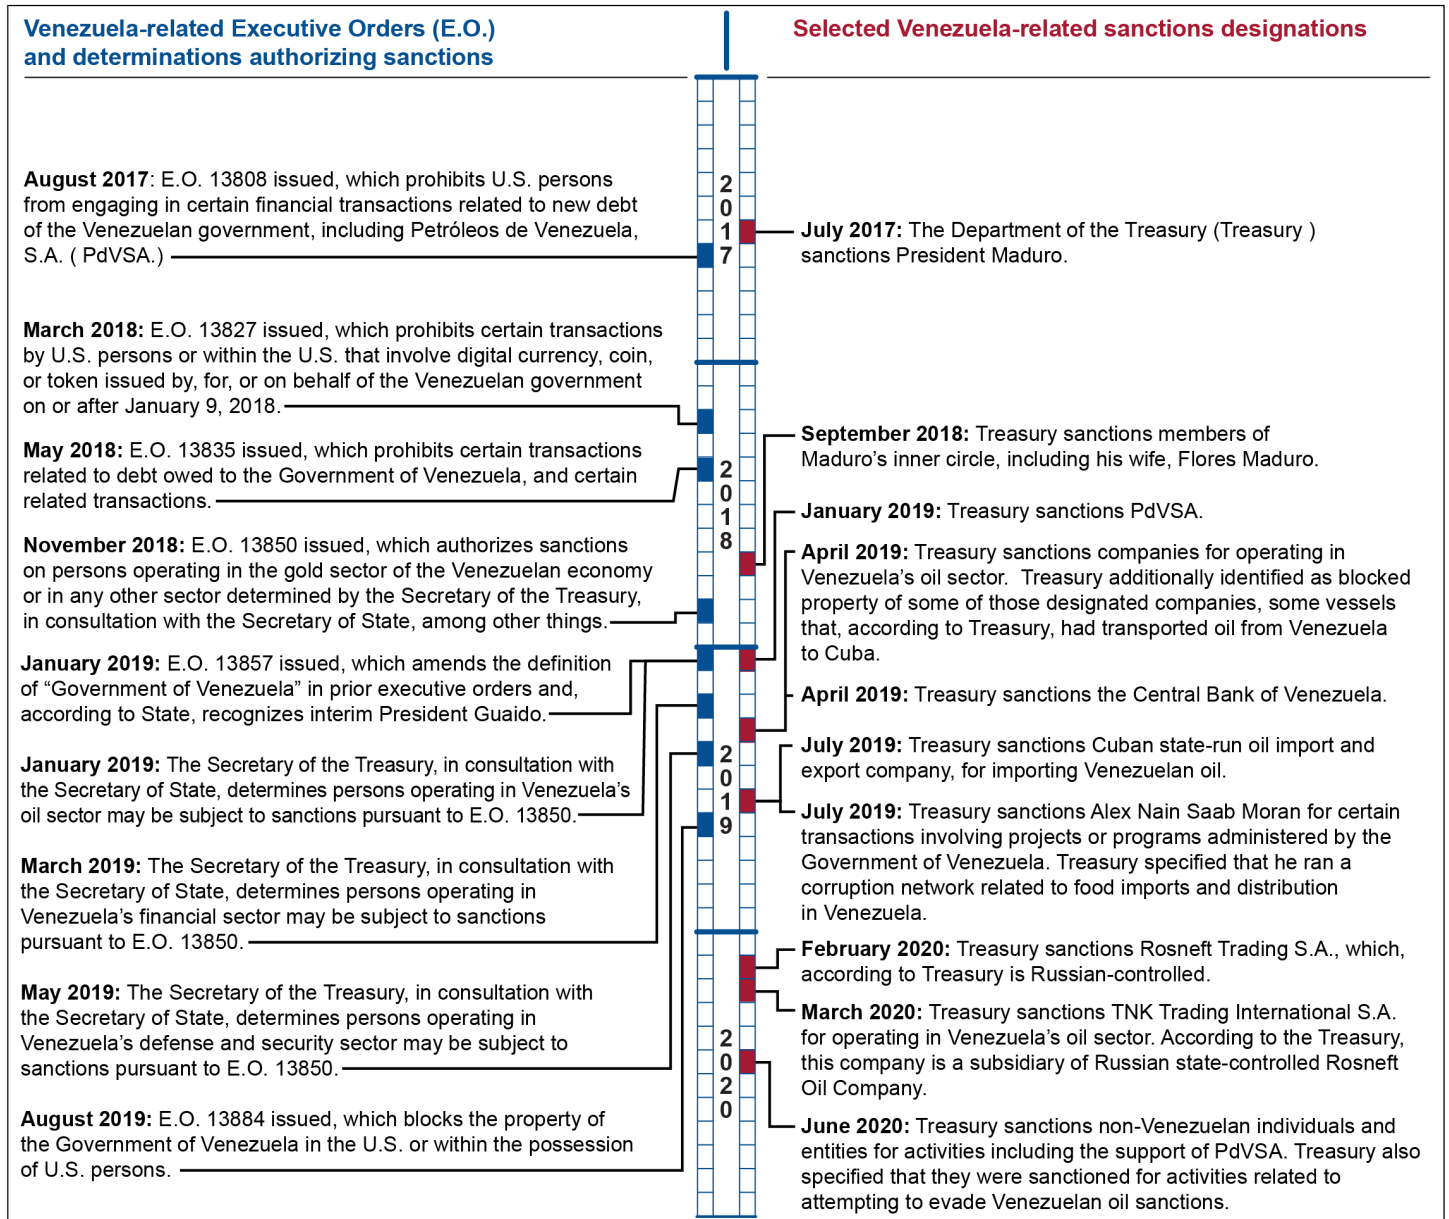 Venezuela-related Executive Orders (E.O.)
and determinations authorizing sanctions
August 2017: E.O. 13808 issued, which prohibits U.S. persons
from engaging in certain financial transactions related to new debt
of the Venezuelan government, including Petróleos de Venezuela,
S.A. ( PdVSA.)
March 2018: E.O. 13827 issued, which prohibits certain transactions
by U.S. persons or within the U.S. that involve digital currency, coin,
or token issued by, for, or on behalf of the Venezuelan government
on or after January 9, 2018.
May 2018: E.O. 13835 issued, which prohibits certain transactions
related to debt owed to the Government of Venezuela, and certain
related transactions.
November 2018: E.O. 13850 issued, which authorizes sanctions
on persons operating in the gold sector of the Venezuelan economy
or in any other sector determined by the Secretary of the Treasury,
in consultation with the Secretary of State, among other things.
January 2019: E.O. 13857 issued, which amends the definition
of “Government of Venezuela” in prior executive orders and,
according to State, recognizes interim President Guaido.
January 2019: The Secretary of the Treasury, in consultation with
the Secretary of State, determines persons operating in Venezuela’s
oil sector may be subject to sanctions pursuant to E.O. 13850.
March 2019: The Secretary of the Treasury, in consultation with
the Secretary of State, determines persons operating in
Venezuela’s financial sector may be subject to sanctions
pursuant to E.O. 13850.
May 2019: The Secretary of the Treasury, in consultation with
the Secretary of State, determines persons operating in
Venezuela’s defense and security sector may be subject to
sanctions pursuant to E.O. 13850.
August 2019: E.O. 13884 issued, which blocks the property of
the Government of Venezuela in the U.S. or within the possession
of U.S. persons.
2017
2018
2019
2020
Selected Venezuela-related sanctions designations
July 2017: The Department of the Treasury (Treasury )
sanctions President Maduro.
September 2018: Treasury sanctions members of
Maduro’s inner circle, including his wife, Flores Maduro.
January 2019: Treasury sanctions PdVSA.
April 2019: Treasury sanctions companies for operating in
Venezuela’s oil sector.  Treasury additionally identified as blocked
property of some of those designated companies, some vessels
that, according to Treasury, had transported oil from Venezuela
to Cuba.
April 2019: Treasury sanctions the Central Bank of Venezuela.
July 2019: Treasury sanctions Cuban state-run oil import and
export company, for importing Venezuelan oil.
July 2019: Treasury sanctions Alex Nain Saab Moran for certain
transactions involving projects or programs administered by the
Government of Venezuela. Treasury specified that he ran a
corruption network related to food imports and distribution
in Venezuela.
February 2020: Treasury sanctions Rosneft Trading S.A., which,
according to Treasury is Russian-controlled.
March 2020: Treasury sanctions TNK Trading International S.A.
for operating in Venezuela’s oil sector. According to the Treasury,
this company is a subsidiary of Russian state-controlled Rosneft
Oil Company.
June 2020: Treasury sanctions non-Venezuelan individuals and
entities for activities including the support of PdVSA. Treasury also
specified that they were sanctioned for activities related to
attempting to evade Venezuelan oil sanctions.